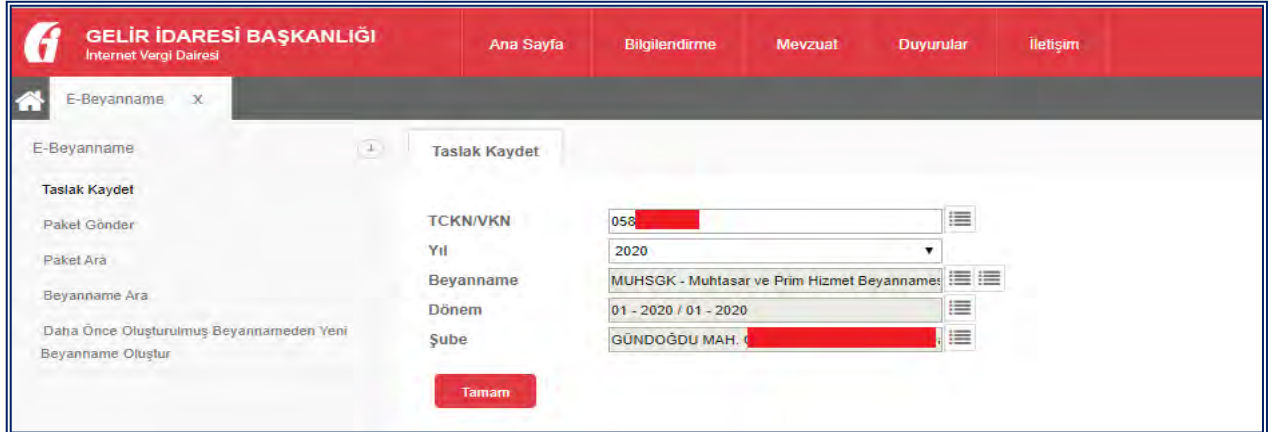 GELİR İDARESİ BAŞKANLIĞI
İnternet Vergi Dairesi
Ana Sayfa Bilgilendirme Mevzuat Duyurular İletişim
E-Beyanname X
E-Beyanname
Taslak Kaydet
Paket Gönder
Paket Ara
Beyanname Ara
Daha Önce Oluşturulmuş Beyannameden Yeni
Beyanname Oluştur
Taslak Kaydet
TCKN/VKN 058
Yıl 2020
Beyanname MUHSGK - Muhtasar ve Prim Hizmet Beyannames
Dönem 01 - 2020 / 01 - 2020
Şube GÜNDOĞDU MAH.
Tamam